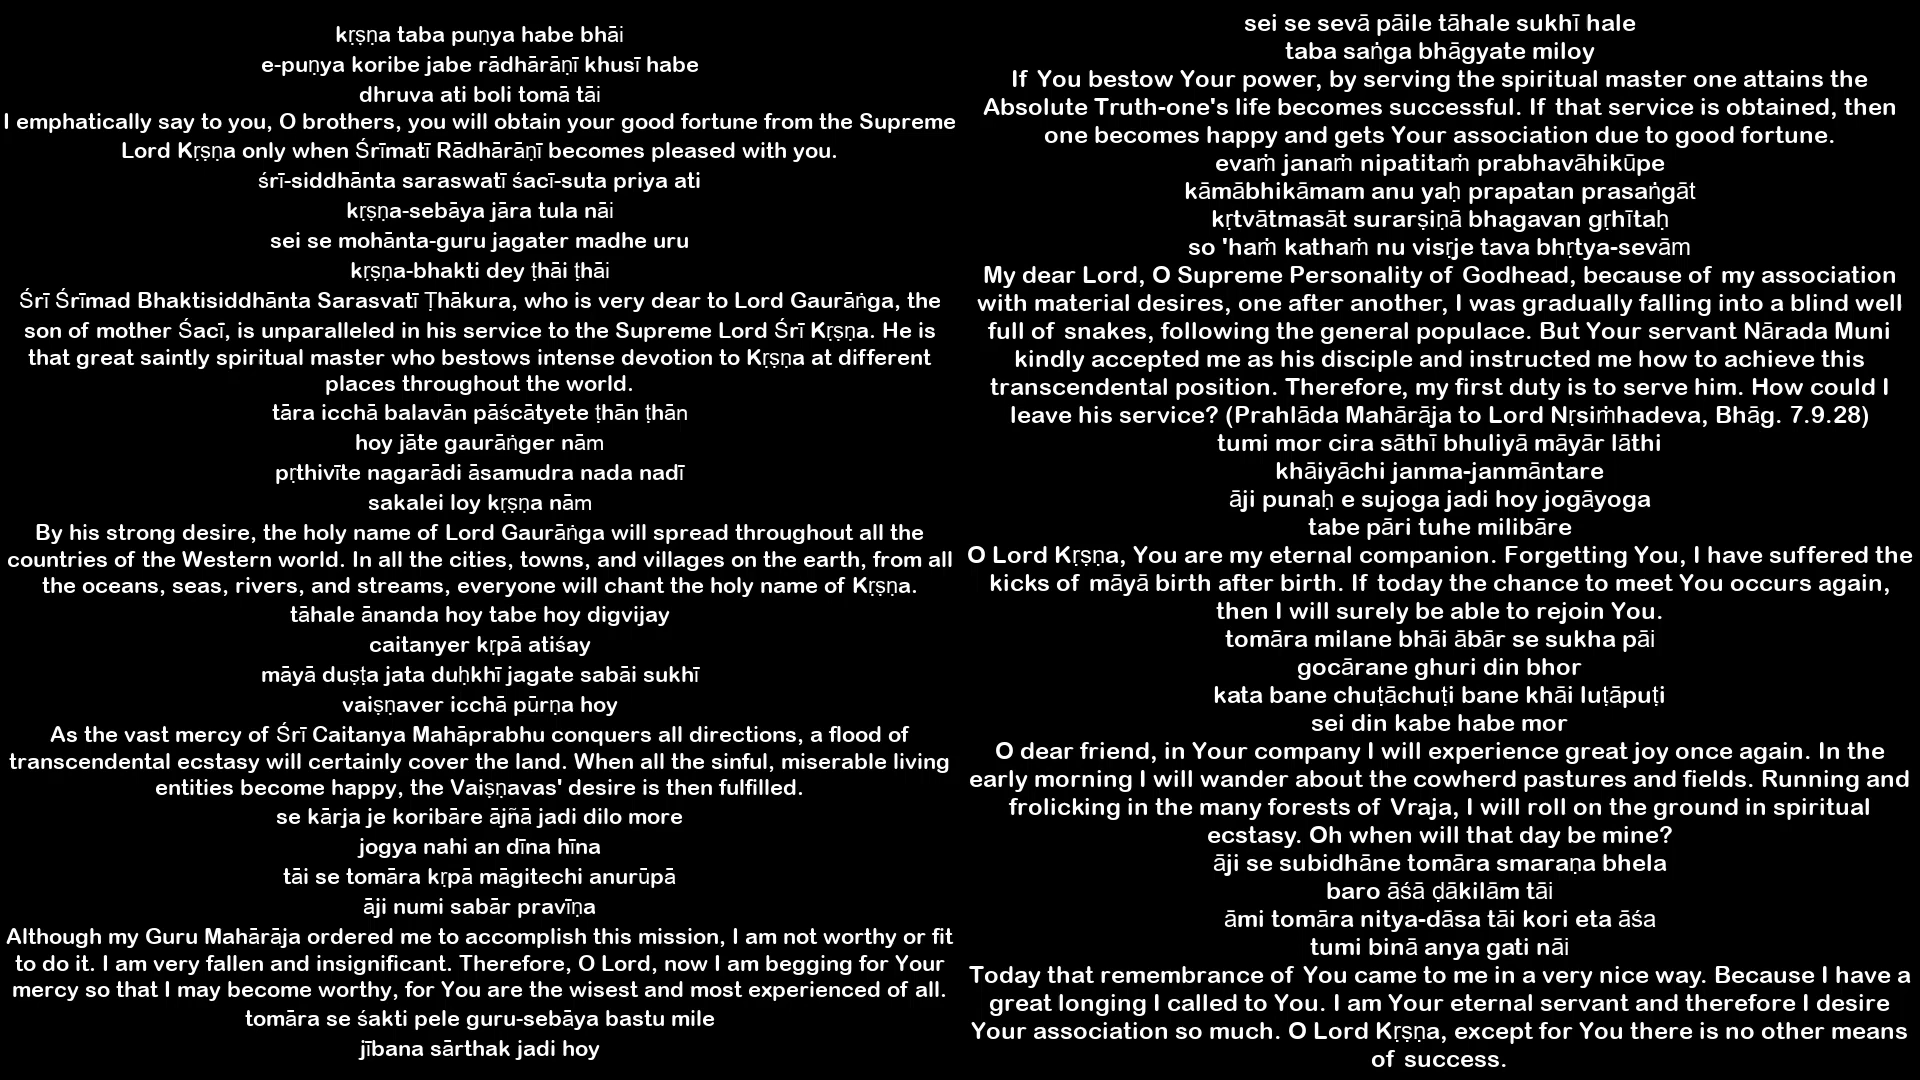 kṛṣṇa taba puṇya habe bhāi
e-puṇya koribe jabe rādhārāṇī khusī habe
dhruva ati boli tomā tāi
I emphatically say to you, O brothers, you will obtain your good fortune from the Supreme
Lord Kṛṣṇa only when Śrīmatī Rādhārāṇī becomes pleased with you.
śrī-siddhānta saraswatī śacī-suta priya ati
kṛṣṇa-sebāya jāra tula nāi
sei se mohānta-guru jagater madhe uru
kṛṣṇa-bhakti dey ṭhāi ṭhāi
Śrī Śrīmad Bhaktisiddhānta Sarasvatī Ṭhākura, who is very dear to Lord Gaurāṅga, the
son of mother Śacī, is unparalleled in his service to the Supreme Lord Śrī Kṛṣṇa. He is
that great saintly spiritual master who bestows intense devotion to Kṛṣṇa at different
places throughout the world.
tāra icchā balavān pāścātyete ṭhān ṭhān
hoy jāte gaurāṅger nām
pṛthivīte nagarādi āsamudra nada nadī
sakalei loy kṛṣṇa nām
By his strong desire, the holy name of Lord Gaurāṅga will spread throughout all the
countries of the Western world. In all the cities, towns, and villages on the earth, from all
the oceans, seas, rivers, and streams, everyone will chant the holy name of Kṛṣṇa.
tāhale ānanda hoy tabe hoy digvijay
caitanyer kṛpā atiśay
māyā duṣṭa jata duḥkhī jagate sabāi sukhī
vaiṣṇaver icchā pūrṇa hoy
As the vast mercy of Śrī Caitanya Mahāprabhu conquers all directions, a flood of
transcendental ecstasy will certainly cover the land. When all the sinful, miserable living
entities become happy, the Vaiṣṇavas' desire is then fulfilled.
se kārja je koribāre ājñā jadi dilo more
jogya nahi an dīna hīna
tāi se tomāra kṛpā māgitechi anurūpā
āji numi sabār pravīṇa
Although my Guru Mahārāja ordered me to accomplish this mission, I am not worthy or fit
to do it. I am very fallen and insignificant. Therefore, O Lord, now I am begging for Your
mercy so that I may become worthy, for You are the wisest and most experienced of all.
tomāra se śakti pele guru-sebāya bastu mile
jībana sārthak jadi hoy
sei se sevā pāile tāhale sukhī hale
taba saṅga bhāgyate miloy
If You bestow Your power, by serving the spiritual master one attains the
Absolute Truth-one's life becomes successful. If that service is obtained, then
one becomes happy and gets Your association due to good fortune.
evaṁ janaṁ nipatitaṁ prabhavāhikūpe
kāmābhikāmam anu yaḥ prapatan prasaṅgāt
kṛtvātmasāt surarṣiṇā bhagavan gṛhītaḥ
so 'haṁ kathaṁ nu visṛje tava bhṛtya-sevām
My dear Lord, O Supreme Personality of Godhead, because of my association
with material desires, one after another, I was gradually falling into a blind well
full of snakes, following the general populace. But Your servant Nārada Muni
kindly accepted me as his disciple and instructed me how to achieve this
transcendental position. Therefore, my first duty is to serve him. How could I
leave his service? (Prahlāda Mahārāja to Lord Nṛsiṁhadeva, Bhāg. 7.9.28)
tumi mor cira sāthī bhuliyā māyār lāthi
khāiyāchi janma-janmāntare
āji punaḥ e sujoga jadi hoy jogāyoga
tabe pāri tuhe milibāre
O Lord Kṛṣṇa, You are my eternal companion. Forgetting You, I have suffered the
kicks of māyā birth after birth. If today the chance to meet You occurs again,
then I will surely be able to rejoin You.
tomāra milane bhāi ābār se sukha pāi
gocārane ghuri din bhor
kata bane chuṭāchuṭi bane khāi luṭāpuṭi
sei din kabe habe mor
O dear friend, in Your company I will experience great joy once again. In the
early morning I will wander about the cowherd pastures and fields. Running and
frolicking in the many forests of Vraja, I will roll on the ground in spiritual
ecstasy. Oh when will that day be mine?
āji se subidhāne tomāra smaraṇa bhela
baro āśā ḍākilām tāi
āmi tomāra nitya-dāsa tāi kori eta āśa
tumi binā anya gati nāi
Today that remembrance of You came to me in a very nice way. Because I have a
great longing I called to You. I am Your eternal servant and therefore I desire
Your association so much. O Lord Kṛṣṇa, except for You there is no other means
of success.